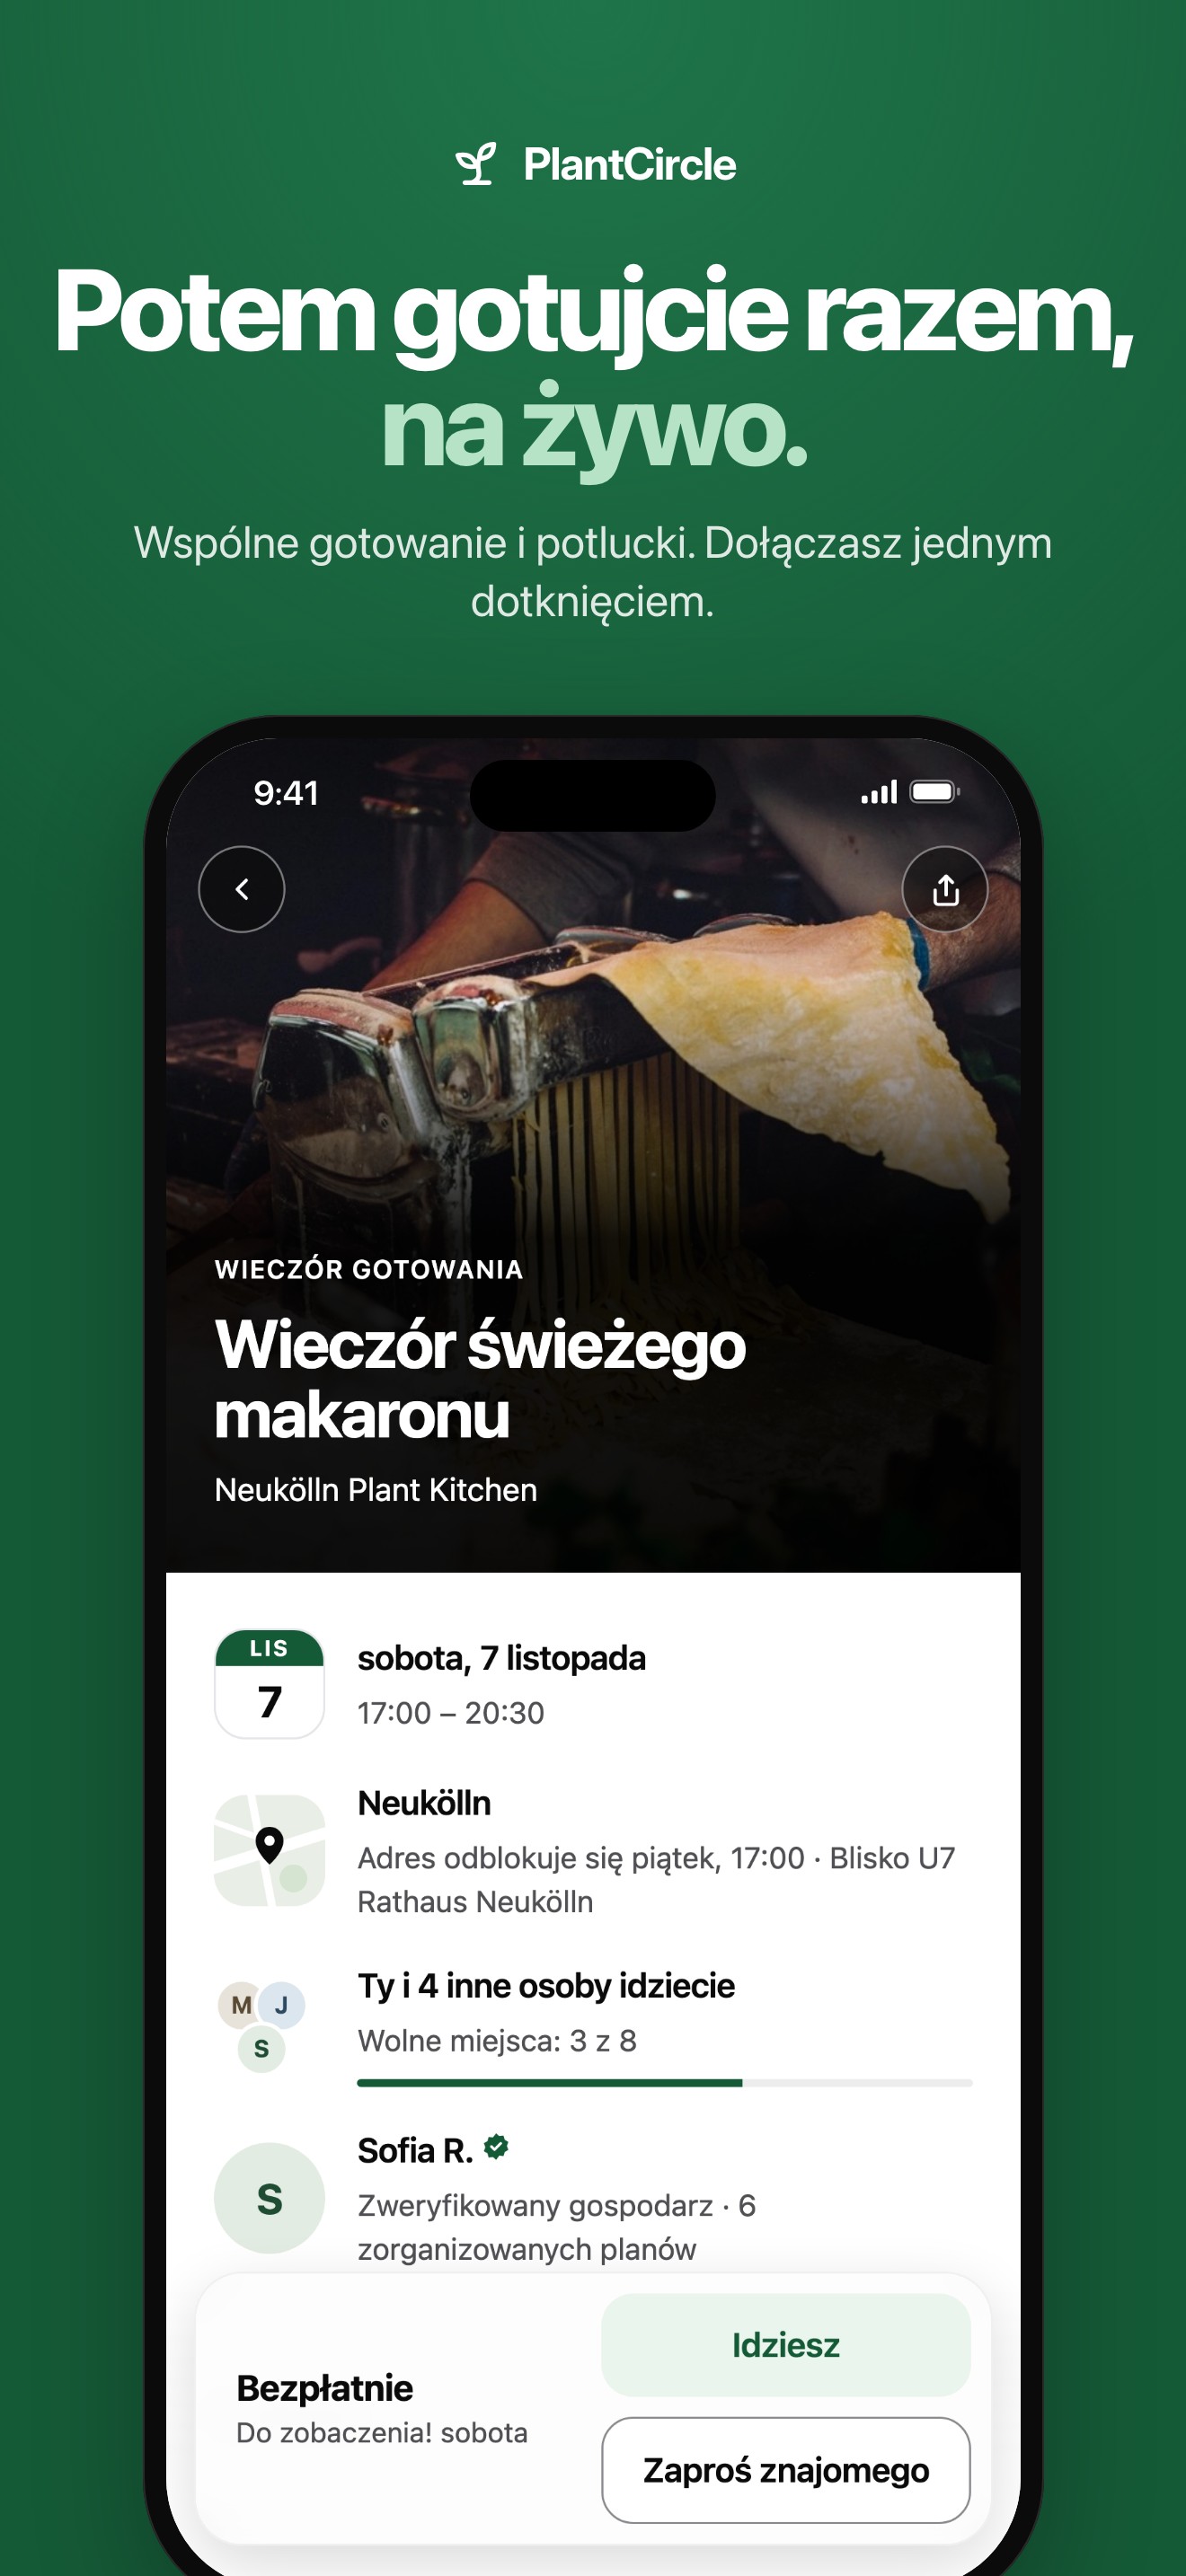 PlantCircle
Potem gotujcie razem,
na żywo.
Wspólne gotowanie i potlucki. Dołączasz jednym
dotknięciem.
9:41
WIECZÓR GOTOWANIA
Wieczór świeżego
makaronu
Neukölln Plant Kitchen
LIS
7
sobota, 7 listopada
17:00 – 20:30
Neukölln
Adres odblokuje się piątek, 17:00 · Blisko U7
Rathaus Neukölln
M J
S
Ty i 4 inne osoby idziecie
Wolne miejsca: 3 z 8
S
Sofia R.
Zweryfikowany gospodarz · 6
zorganizowanych planów
Bezpłatnie
Do zobaczenia! sobota
Idziesz
Zaproś znajomego